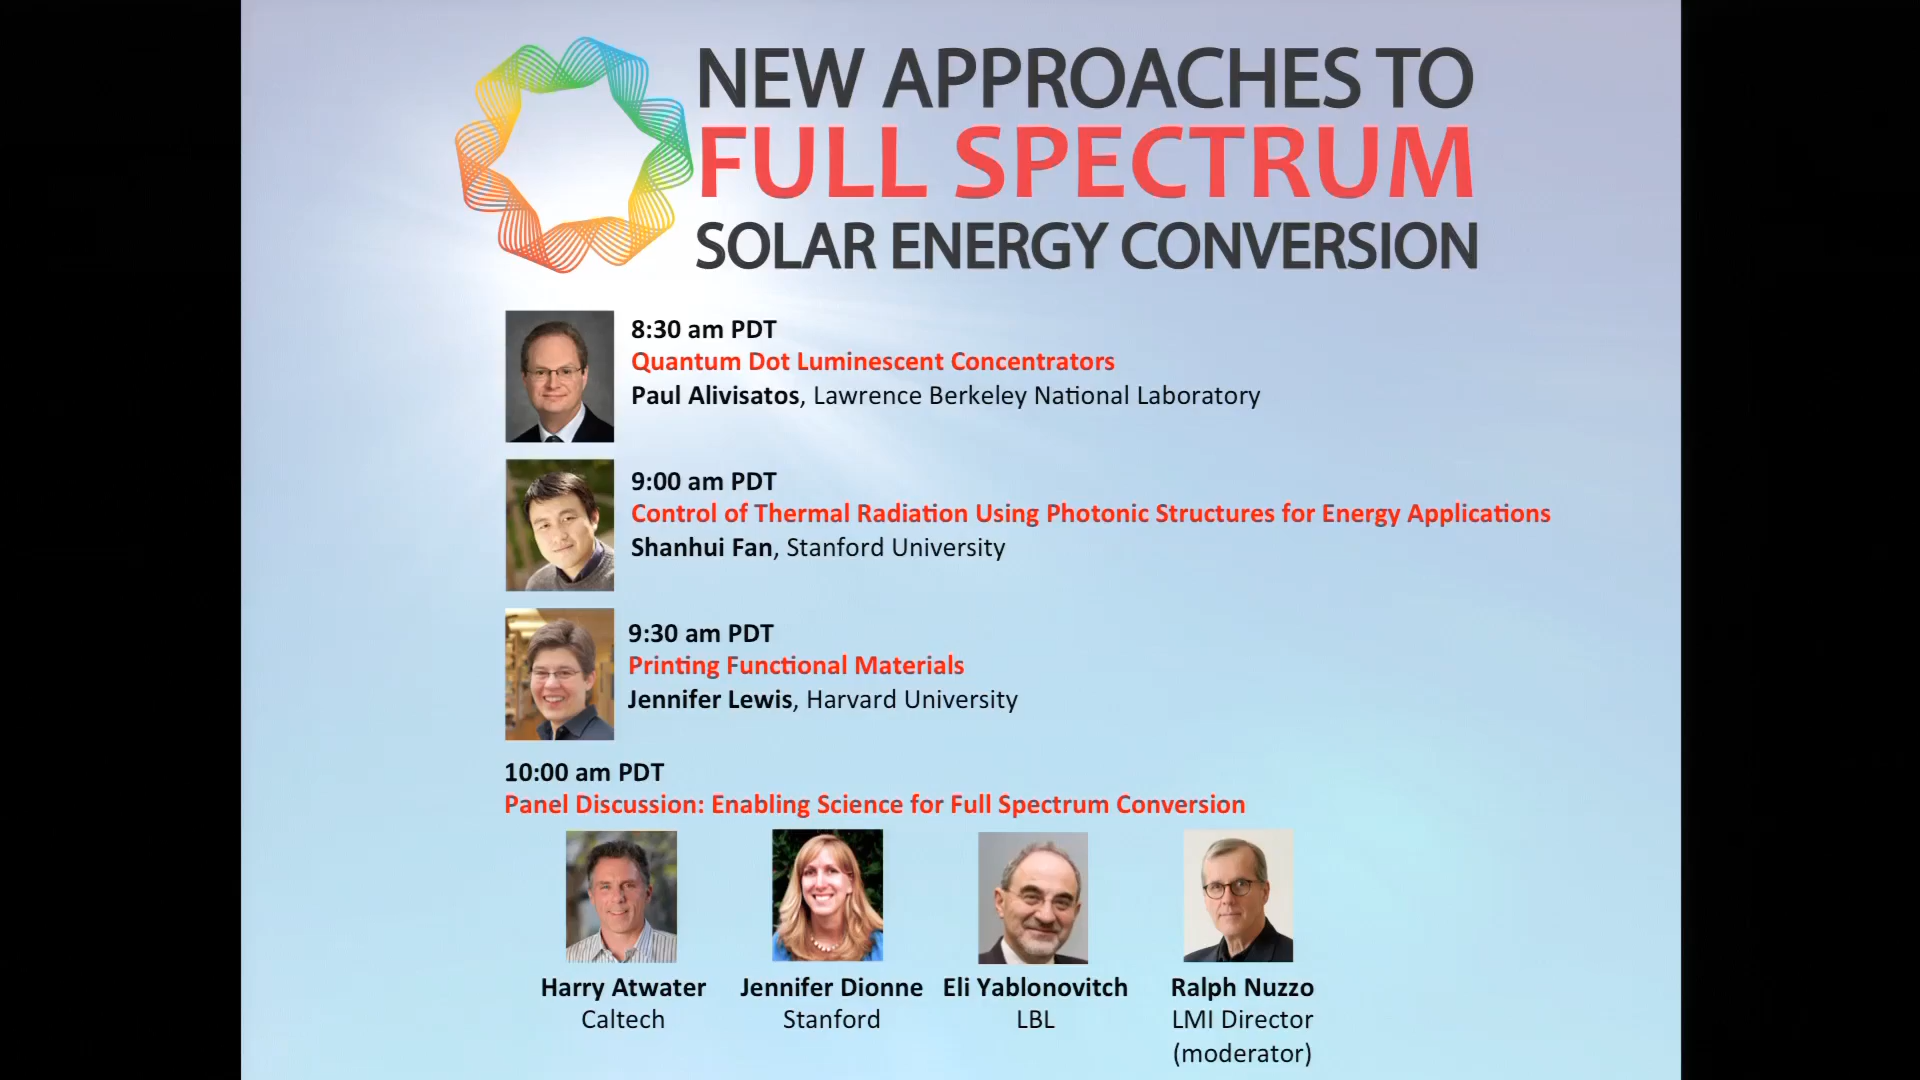 NEW APPROACHES TO
FULL SPECTRUM
SOLAR ENERGY CONVERSION
8:30 am PDT
Quantum Dot Luminescent Concentrators
Paul Alivisatos, Lawrence Berkeley National Laboratory
9:00 am PDT
Control of Thermal Radiation Using Photonic Structures for Energy Applications
Shanhui Fan, Stanford University
9:30 am PDT
Printing Functional Materials
Jennifer Lewis, Harvard University
10:00 am PDT
Panel Discussion: Enabling Science for Full Spectrum Conversion
Harry Atwater
Caltech
Jennifer Dionne
Stanford
Eli Yablonovitch
LBL
Ralph Nuzzo
LMI Director
(moderator)